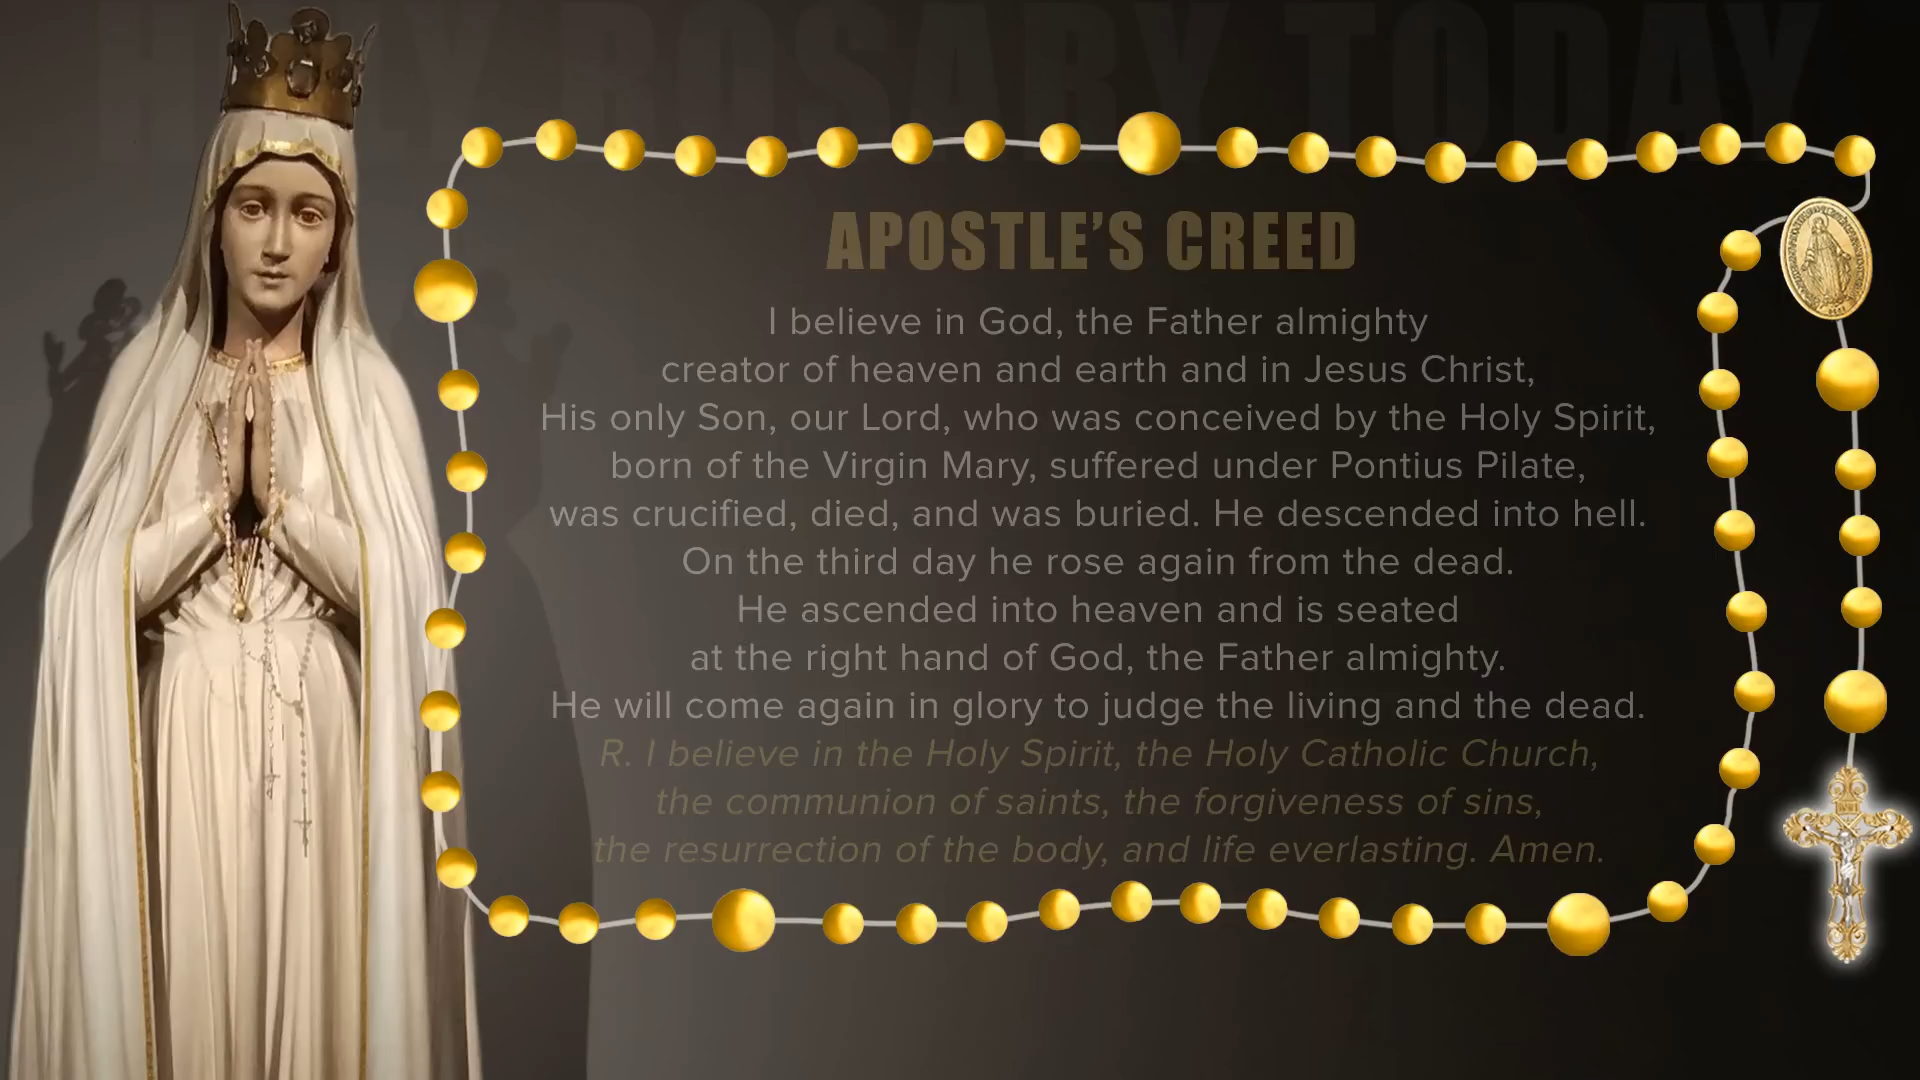 HOLY ROSARY TODAY
APOSTLE'S CREED
I believe in God, the Father almighty
creator of heaven and earth and in Jesus Christ,
His only Son, our Lord, who was conceived by the Holy Spirit,
born of the Virgin Mary, suffered under Pontius Pilate,
was crucified, died, and was buried. He descended into hell.
On the third day he rose again from the dead.
He ascended into heaven and is seated
at the right hand of God, the Father almighty.
He will come again in glory to judge the living and the dead.
R. I believe in the Holy Spirit, the Holy Catholic Church,
the communion of saints, the forgiveness of sins,
the resurrection of the body, and life everlasting. Amen.